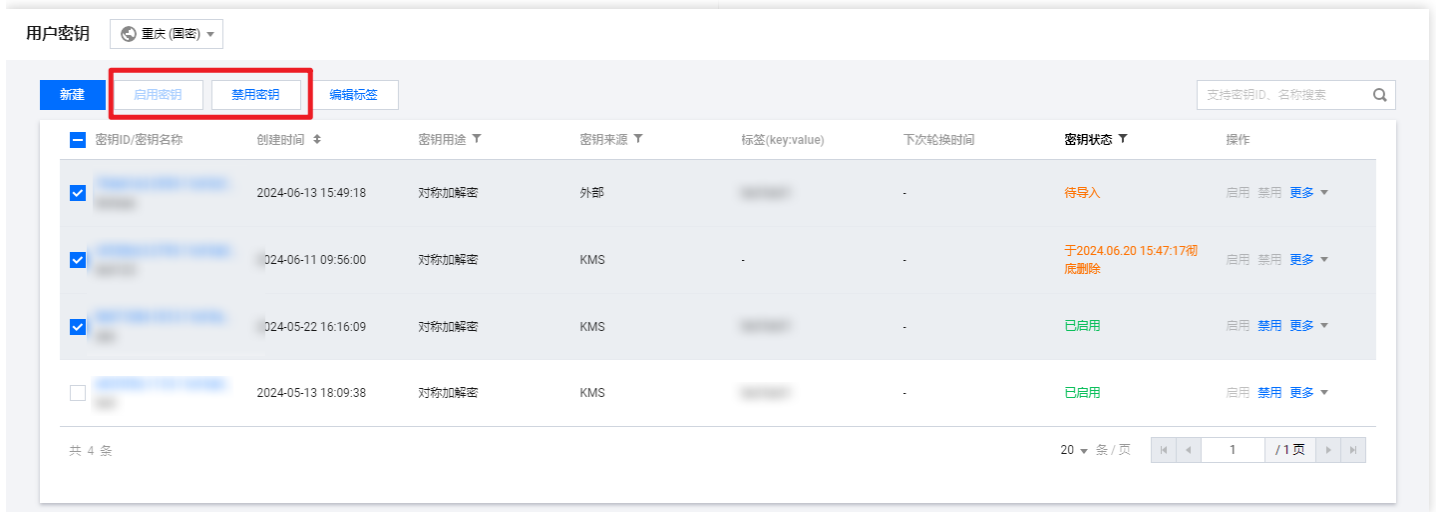 用户密钥 重庆 (国密)
新建 启用密钥 禁用密钥 编辑标签 支持密钥ID、名称搜索
密钥ID/密钥名称 创建时间 密钥用途 密钥来源 标签(key:value) 下次轮换时间 密钥状态 操作
2024-06-13 15:49:18 对称加解密 外部 - 待导入 启用 禁用 更多
2024-06-11 09:56:00 对称加解密 KMS - - 于2024.06.20 15:47:17彻
底删除 启用 禁用 更多
2024-05-22 16:16:09 对称加解密 KMS - 已启用 启用 禁用 更多
2024-05-13 18:09:38 对称加解密 KMS - 已启用 启用 禁用 更多
共 4 条 20 条 / 页 1 / 1 页